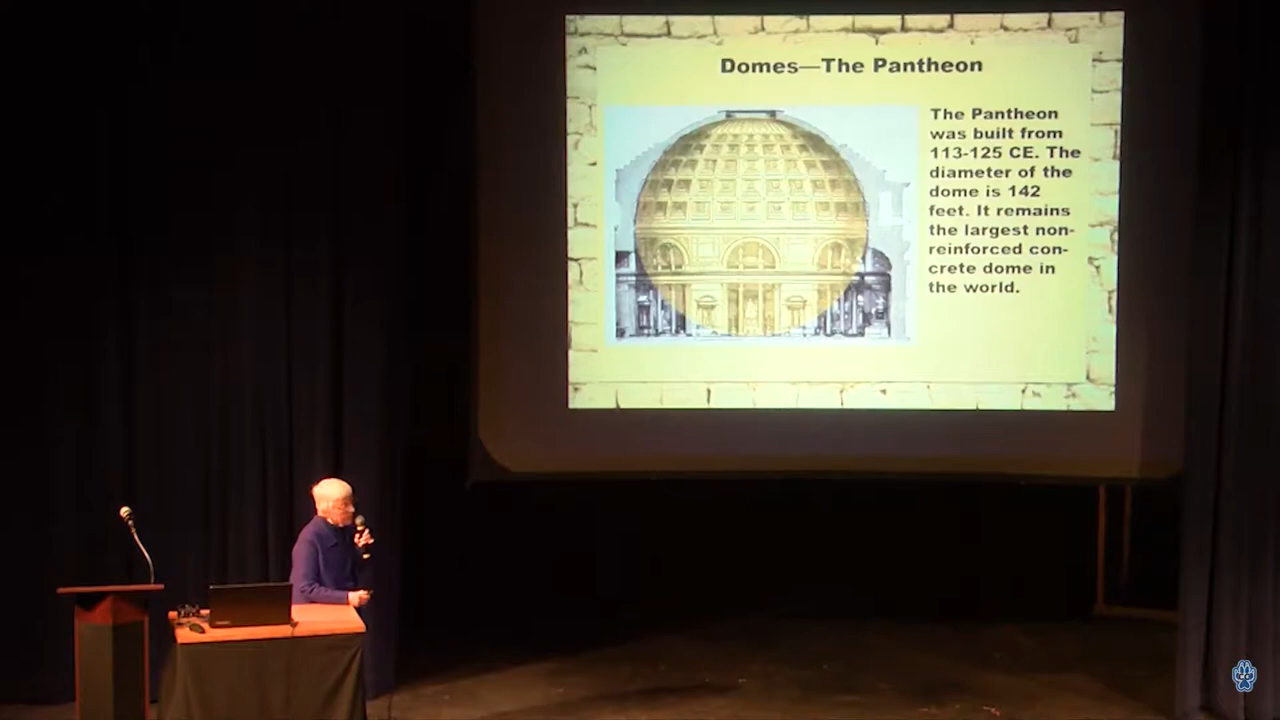 Domes—The Pantheon
The Pantheon
was built from
113-125 CE. The
diameter of the
dome is 142
feet. It remains
the largest non-
reinforced con-
crete dome in
the world.